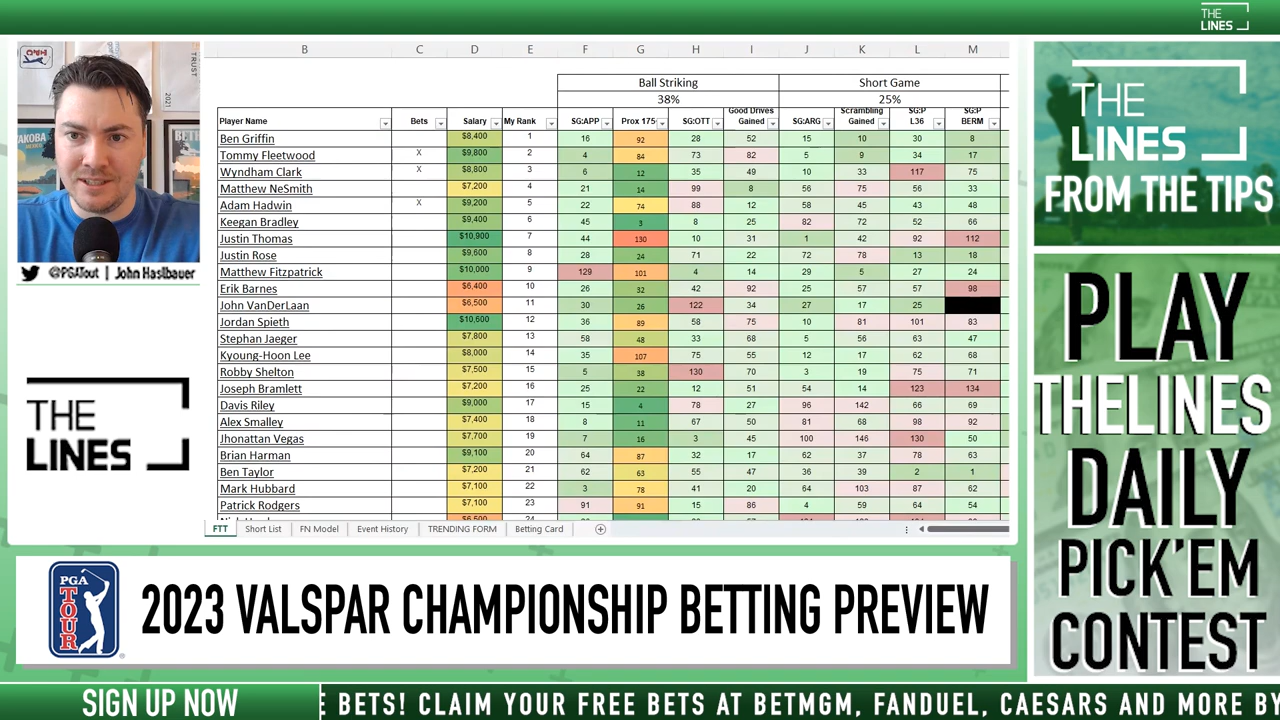 THE
LINES
@PGATout | John Haslbauer
THE
LINES
B C D E F G H I J K L M
Ball Striking Short Game
38% 25%
Player Name Bets Salary My Rank SG:APP Prox 175 SG:OTT Good Drives Gained SG:ARG Scrambling Gained SG:P L36 SG:P BERM
Ben Griffin $8,400 1 16 92 28 52 15 10 30 8
Tommy Fleetwood X $9,800 2 4 84 73 82 5 9 34 17
Wyndham Clark X $8,800 3 6 12 35 49 10 33 117 75
Matthew NeSmith $7,200 4 21 14 99 8 56 75 56 33
Adam Hadwin X $9,200 5 22 74 88 12 58 45 43 48
Keegan Bradley $9,400 6 45 3 8 25 82 72 52 66
Justin Thomas $10,900 7 44 130 10 31 1 42 92 112
Justin Rose $9,600 8 28 24 71 22 72 78 13 18
Matthew Fitzpatrick $10,000 9 129 101 4 14 29 5 27 24
Erik Barnes $6,400 10 26 32 42 92 25 57 57 98
John VanDerLaan $6,500 11 30 26 122 34 27 17 25
Jordan Spieth $10,600 12 36 89 58 75 10 81 101 83
Stephan Jaeger $7,800 13 58 48 33 68 5 56 63 47
Kyoung-Hoon Lee $8,000 14 35 107 75 55 12 17 62 68
Robby Shelton $7,500 15 5 38 130 70 3 19 75 71
Joseph Bramlett $7,200 16 25 22 12 51 54 14 123 134
Davis Riley $9,000 17 15 4 78 27 96 142 66 69
Alex Smalley $7,400 18 8 11 67 50 81 68 98 92
Jhonattan Vegas $7,700 19 7 16 3 45 100 146 130 50
Brian Harman $9,100 20 64 87 32 17 62 37 78 63
Ben Taylor $7,200 21 62 63 55 47 36 39 2 1
Mark Hubbard $7,100 22 3 78 41 20 64 103 87 62
Patrick Rodgers $7,100 23 91 91 15 86 4 59 64 54
FTT Short List FN Model Event History TRENDING FORM Betting Card
THE
LINES
FROM THE TIPS
PLAY
THELINES
DAILY
PICK'EM
CONTEST
PGA TOUR
2023 VALSPAR CHAMPIONSHIP BETTING PREVIEW
SIGN UP NOW
BETS! CLAIM YOUR FREE BETS AT BETMGM, FANDUEL, CAESARS AND MORE BY